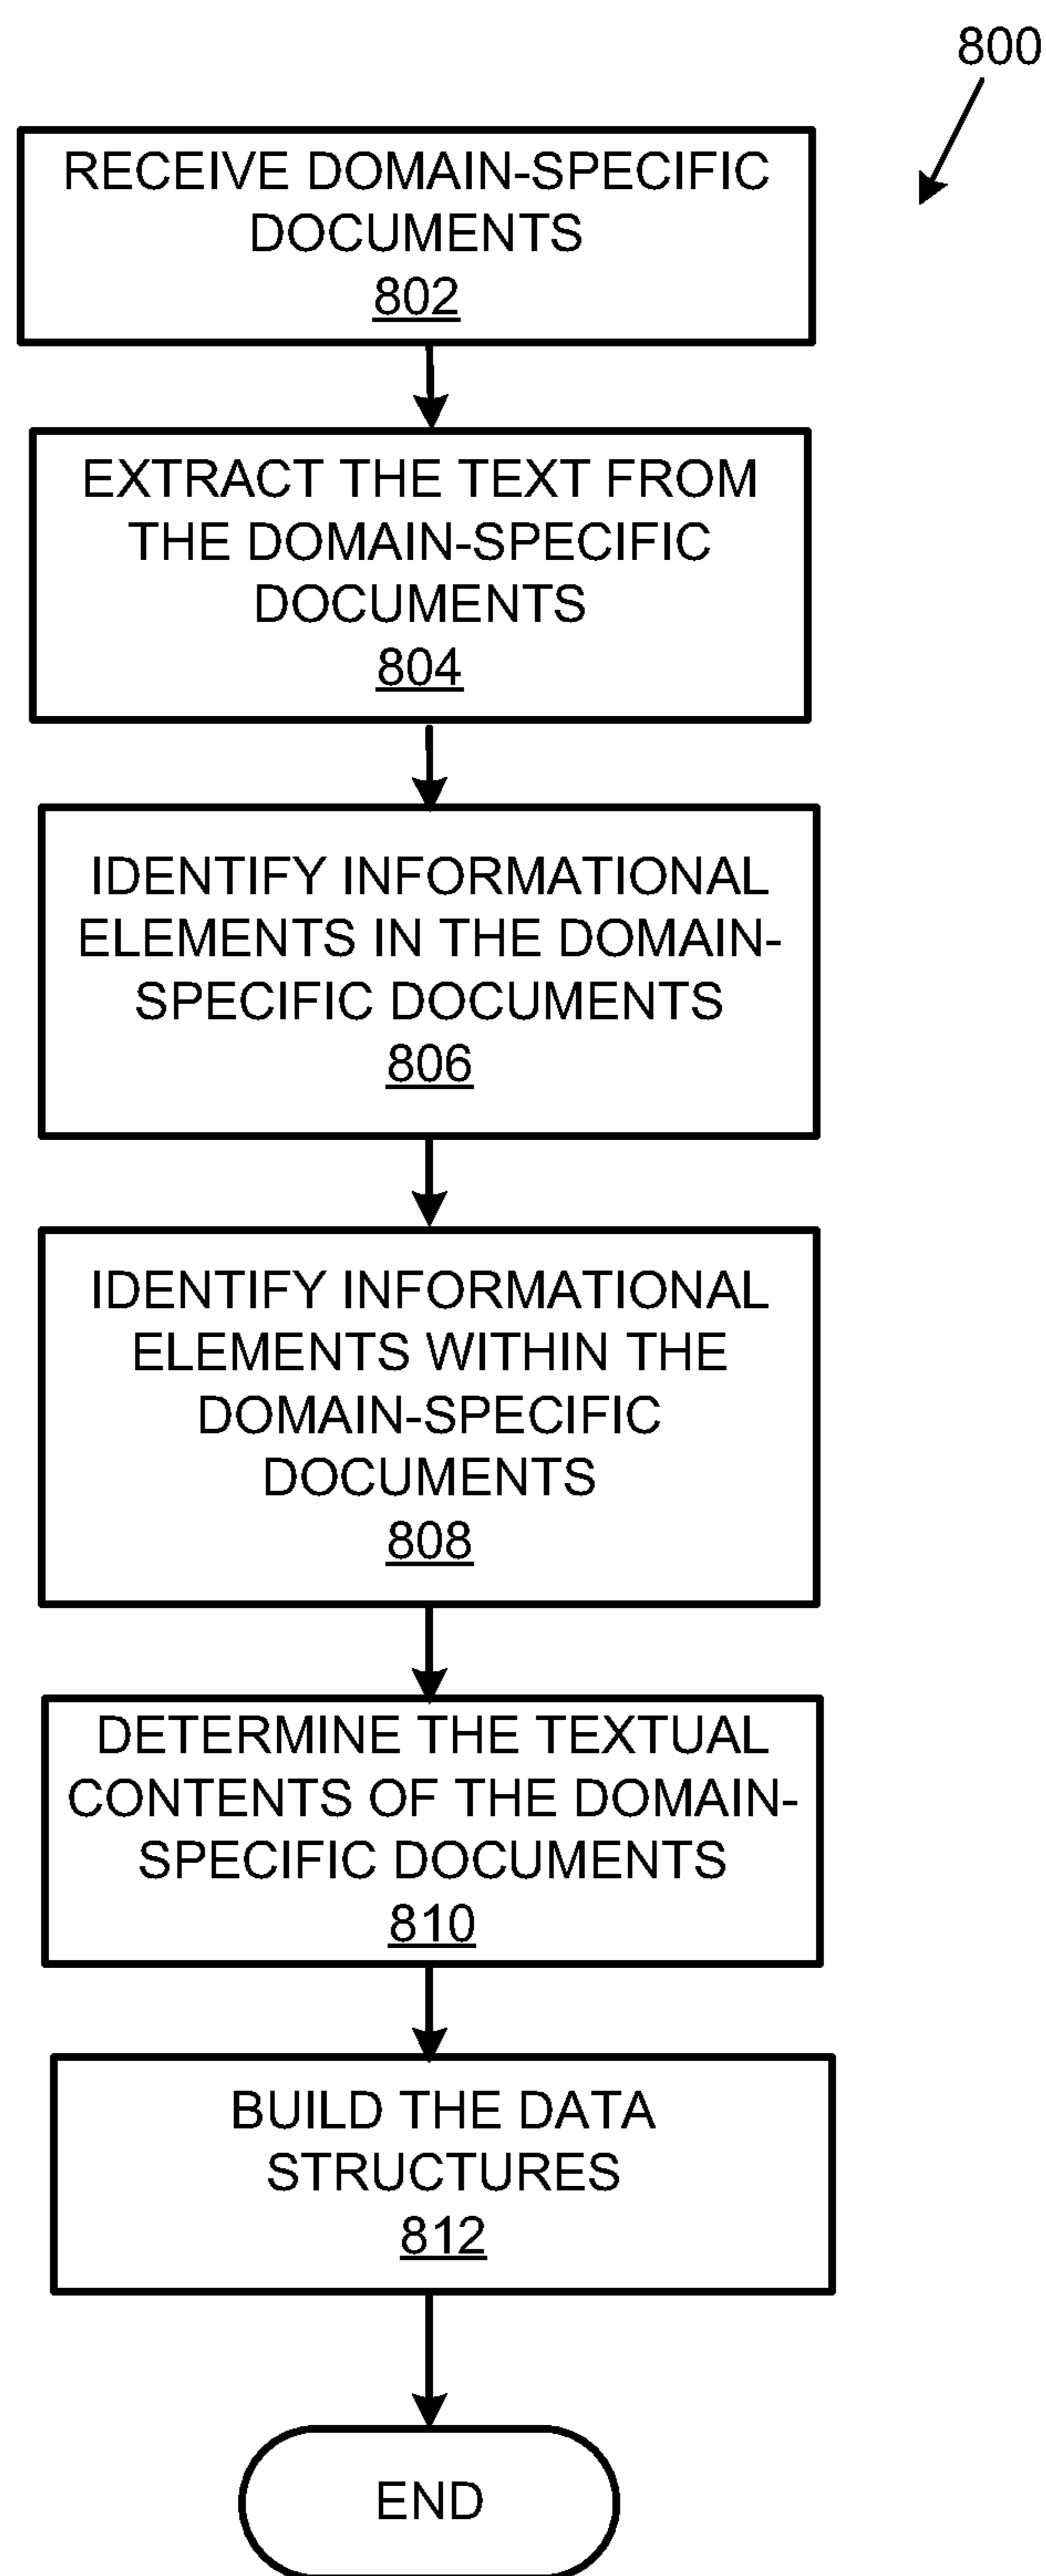 800
RECEIVE DOMAIN-SPECIFIC
DOCUMENTS
802
EXTRACT THE TEXT FROM
THE DOMAIN-SPECIFIC
DOCUMENTS
804
IDENTIFY INFORMATIONAL
ELEMENTS IN THE DOMAIN-
SPECIFIC DOCUMENTS
806
IDENTIFY INFORMATIONAL
ELEMENTS WITHIN THE
DOMAIN-SPECIFIC
DOCUMENTS
808
DETERMINE THE TEXTUAL
CONTENTS OF THE DOMAIN-
SPECIFIC DOCUMENTS
810
BUILD THE DATA
STRUCTURES
812
END